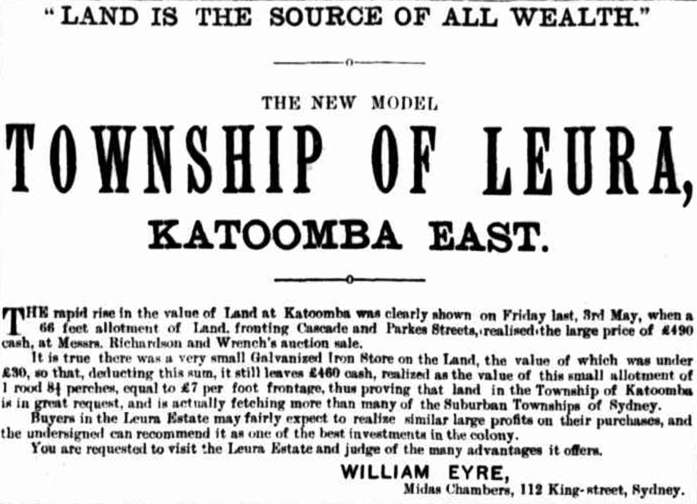 “LAND IS THE SOURCE OF ALL WEALTH.”
THE NEW MODEL
TOWNSHIP OF LEURA,
KATOOMBA EAST.
THE rapid rise in the value of Land at Katoomba was clearly shown on Friday last, 3rd May, when a
66 feet allotment of Land, fronting Cascade and Parkes Streets, realised the large price of £490
cash, at Messrs. Richardson and Wrench's auction sale.
It is true there was a very small Galvanized Iron Store on the Land, the value of which was under
£30, so that, deducting this sum, it still leaves £460 cash, realized as the value of this small allotment of
1 rood 8½ perches, equal to £7 per foot frontage, thus proving that land in the Township of Katoomba
is in great request, and is actually fetching more than many of the Suburban Townships of Sydney.
Buyers in the Leura Estate may fairly expect to realize similar large profits on their purchases, and
the undersigned can recommend it as one of the best investments in the colony.
You are requested to visit the Leura Estate and judge of the many advantages it offers.
WILLIAM EYRE,
Midas Chambers, 112 King-street, Sydney.